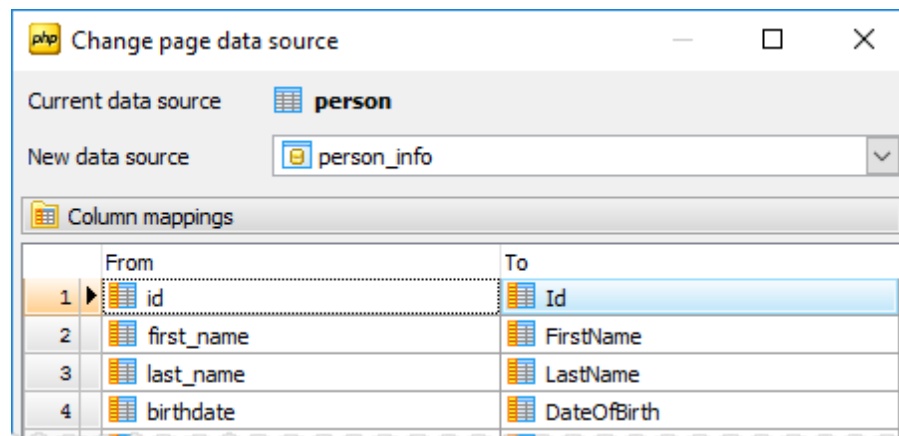 php Change page data source
Current data source person
New data source person_info
Column mappings
From To
1 id Id
2 first_name FirstName
3 last_name LastName
4 birthdate DateOfBirth